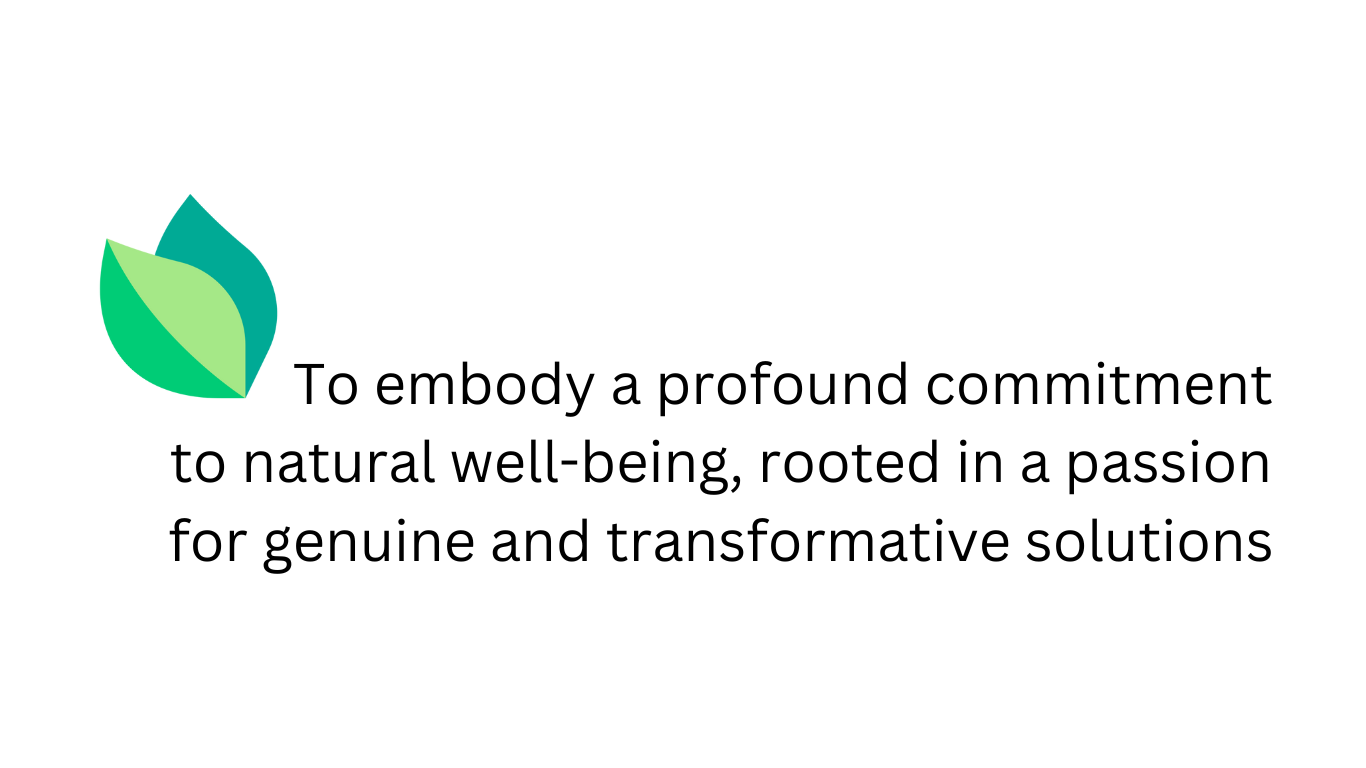 To embody a profound commitment
to natural well-being, rooted in a passion
for genuine and transformative solutions